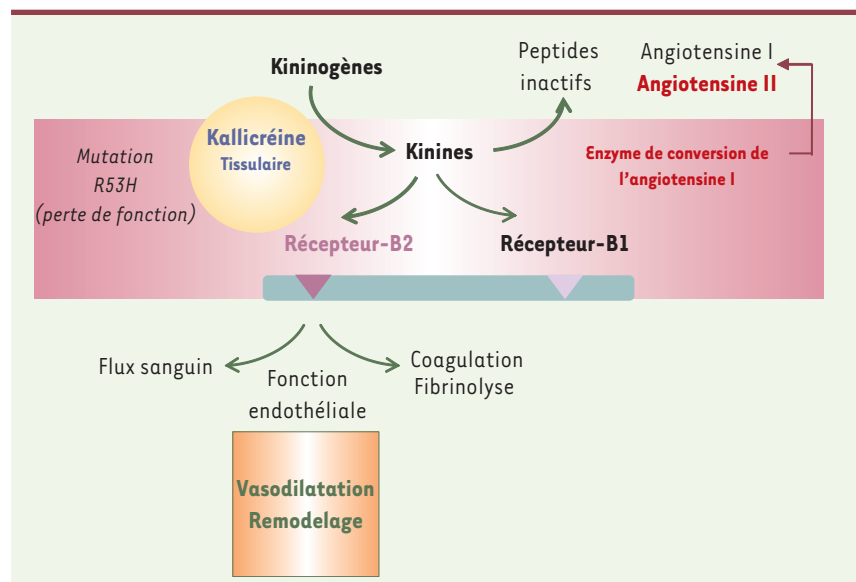 Kininogènes
Peptides
inactifs
Angiotensine I
Angiotensine II
Kallicréine
Tissulaire
Mutation
R53H
(perte de fonction)
Kinines
Enzyme de conversion de
l'angiotensine I
Récepteur-B2
Récepteur-B1
Flux sanguin
Fonction
endothéliale
Coagulation
Fibrinolyse
Vasodilatation
Remodelage